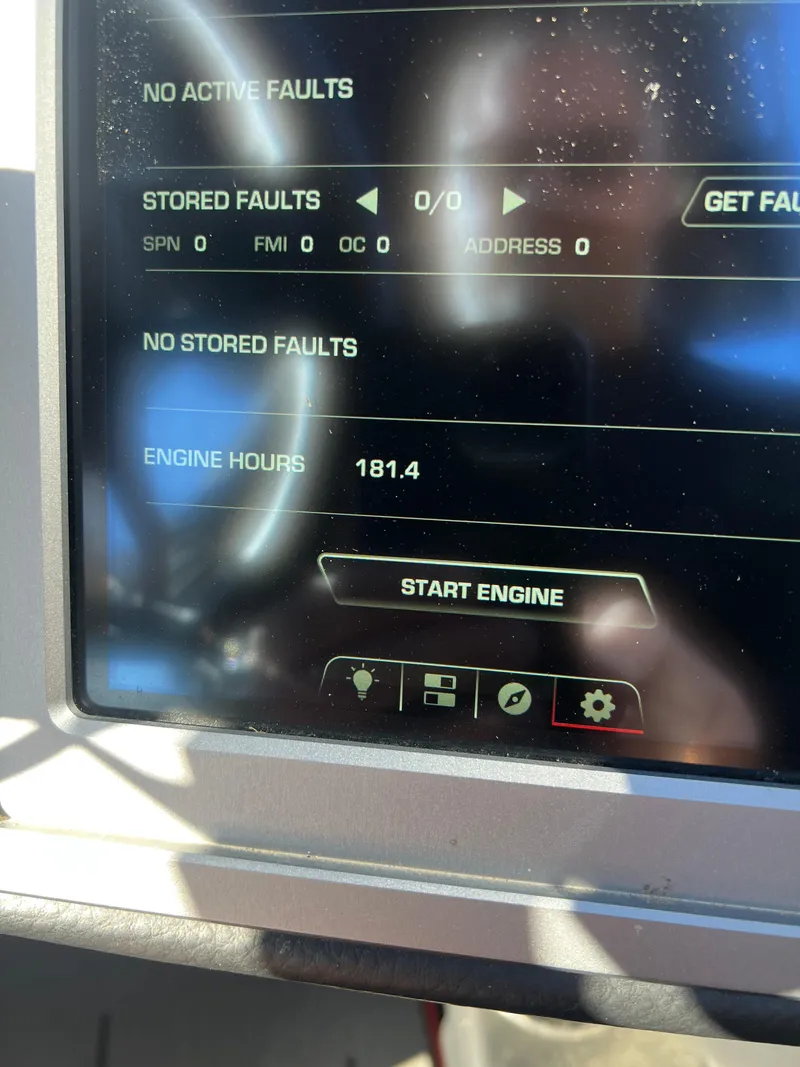 NO ACTIVE FAULTS
STORED FAULTS 0/0 GET
SPN 0 FMI 0 OC 0 ADDRESS 0
NO STORED FAULTS
ENGINE HOURS 181.4
START ENGINE